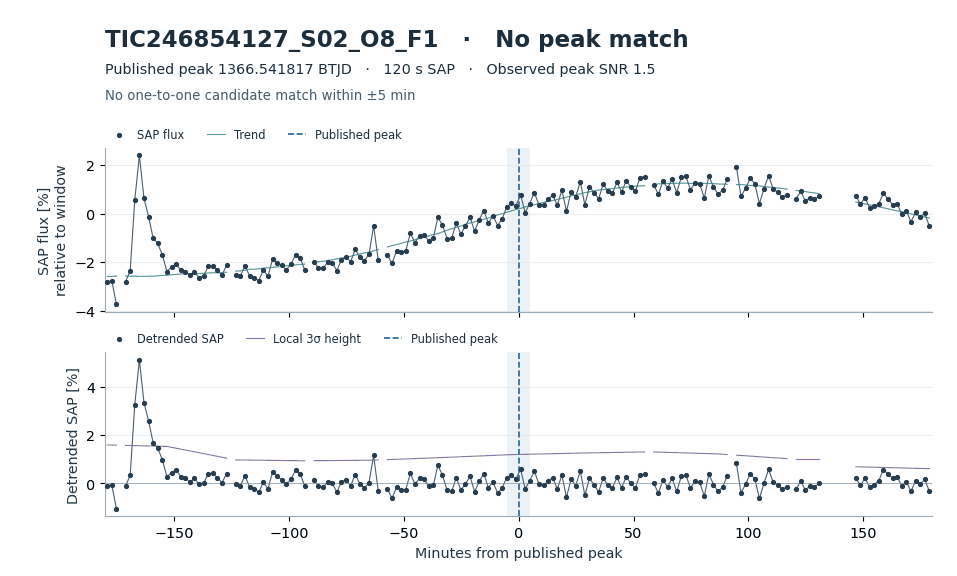 TIC246854127_S02_O8_F1 · No peak match
Published peak 1366.541817 BTJD · 120 s SAP · Observed peak SNR 1.5
No one-to-one candidate match within ±5 min
SAP flux Trend Published peak
SAP flux [%]
relative to window
2
0
−2
−4
Detrended SAP Local 3σ height Published peak
Detrended SAP [%]
4
2
0
−150 −100 −50 0 50 100 150
Minutes from published peak